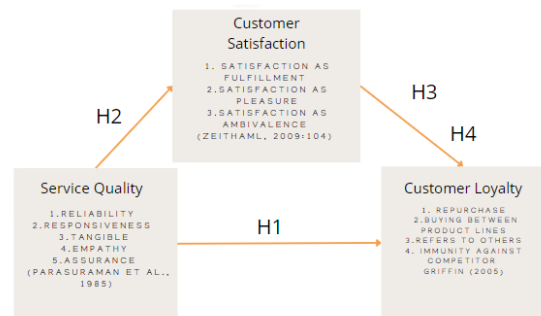 Customer
Satisfaction
1. SATISFACTION AS
FULFILLMENT
2.SATISFACTION AS
PLEASURE
3.SATISFACTION AS
AMBIVALENCE
(ZEITHAML, 2009:104)
H2
H3
H4
Service Quality
1.RELIABILITY
2.RESPONSIVENESS
3.TANGIBLE
4.EMPATHY
5.ASSURANCE
(PARASURAMAN ET AL.,
1985)
H1
Customer Loyalty
1. REPURCHASE
2.BUYING BETWEEN
PRODUCT LINES
3.REFERS TO OTHERS
4. IMMUNITY AGAINST
COMPETITOR
GRIFFIN (2005)